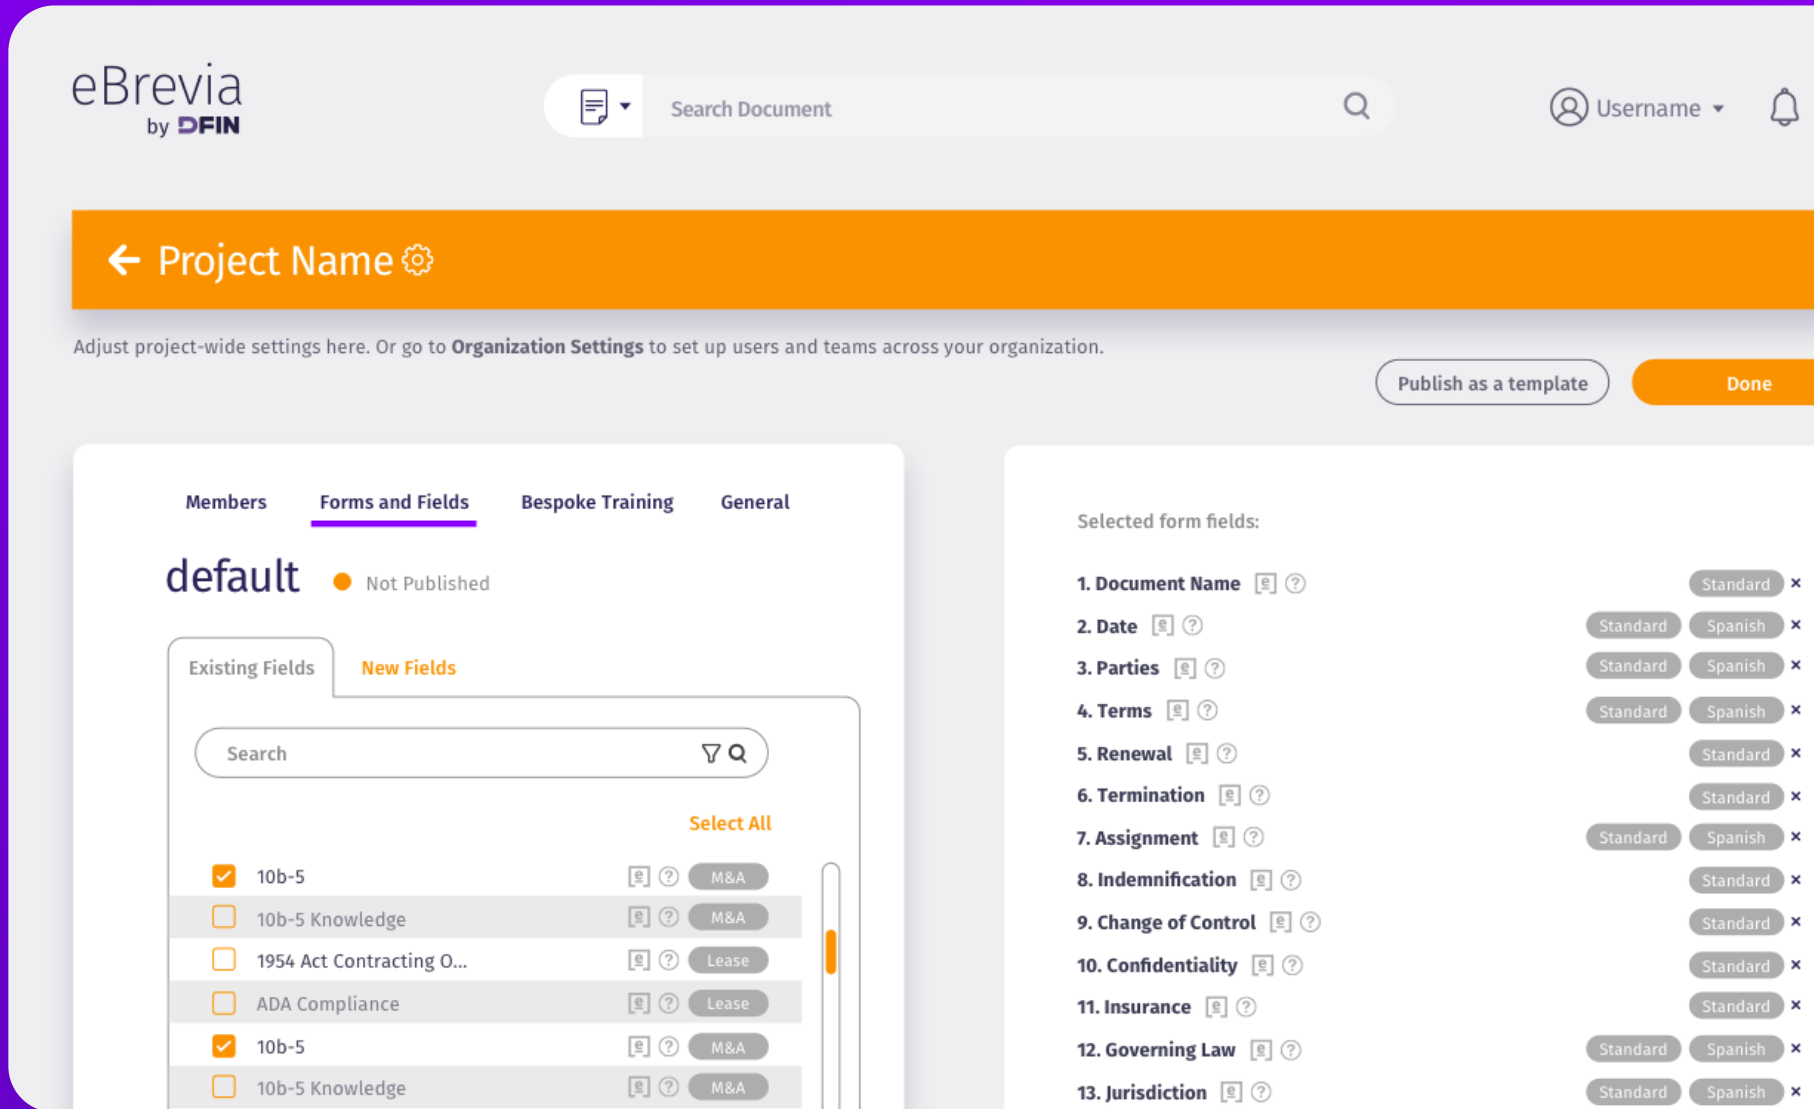 eBrevia
by DFIN
Search Document
Username
Project Name
Adjust project-wide settings here. Or go to Organization Settings to set up users and teams across your organization.
Publish as a template
Done
Members Forms and Fields Bespoke Training General
default Not Published
Existing Fields New Fields
Search
Select All
10b-5 M&A
10b-5 Knowledge M&A
1954 Act Contracting O... Lease
ADA Compliance Lease
10b-5 M&A
10b-5 Knowledge M&A
Selected form fields:
1. Document Name Standard
2. Date Standard Spanish
3. Parties Standard Spanish
4. Terms Standard Spanish
5. Renewal Standard
6. Termination Standard
7. Assignment Standard Spanish
8. Indemnification Standard
9. Change of Control Standard
10. Confidentiality Standard
11. Insurance Standard
12. Governing Law Standard Spanish
13. Jurisdiction Standard Spanish